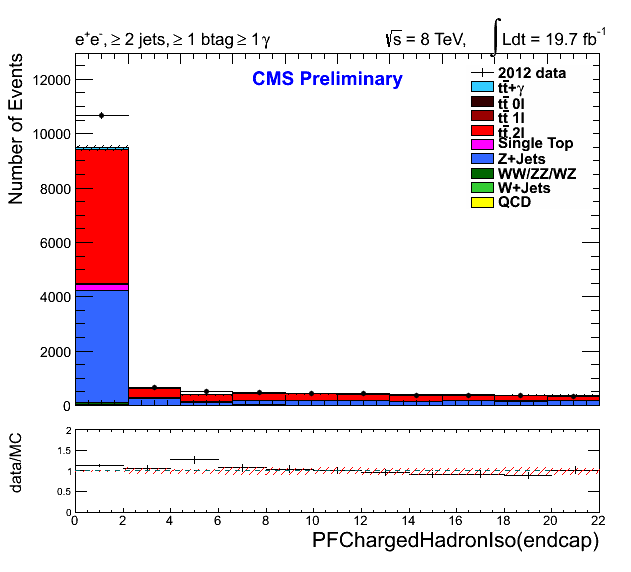 e⁺e⁻, ≥ 2 jets, ≥ 1 btag ≥ 1γ
√s = 8 TeV, ∫ Ldt = 19.7 fb⁻¹
CMS Preliminary
Number of Events
12000
10000
8000
6000
4000
2000
0
2012 data
tt̄+γ
tt̄ 0l
tt̄ 1l
tt̄ 2l
Single Top
Z+Jets
WW/ZZ/WZ
W+Jets
QCD
data/MC
2
1.5
1
0.5
0
0 2 4 6 8 10 12 14 16 18 20 22
PFChargedHadronIso(endcap)